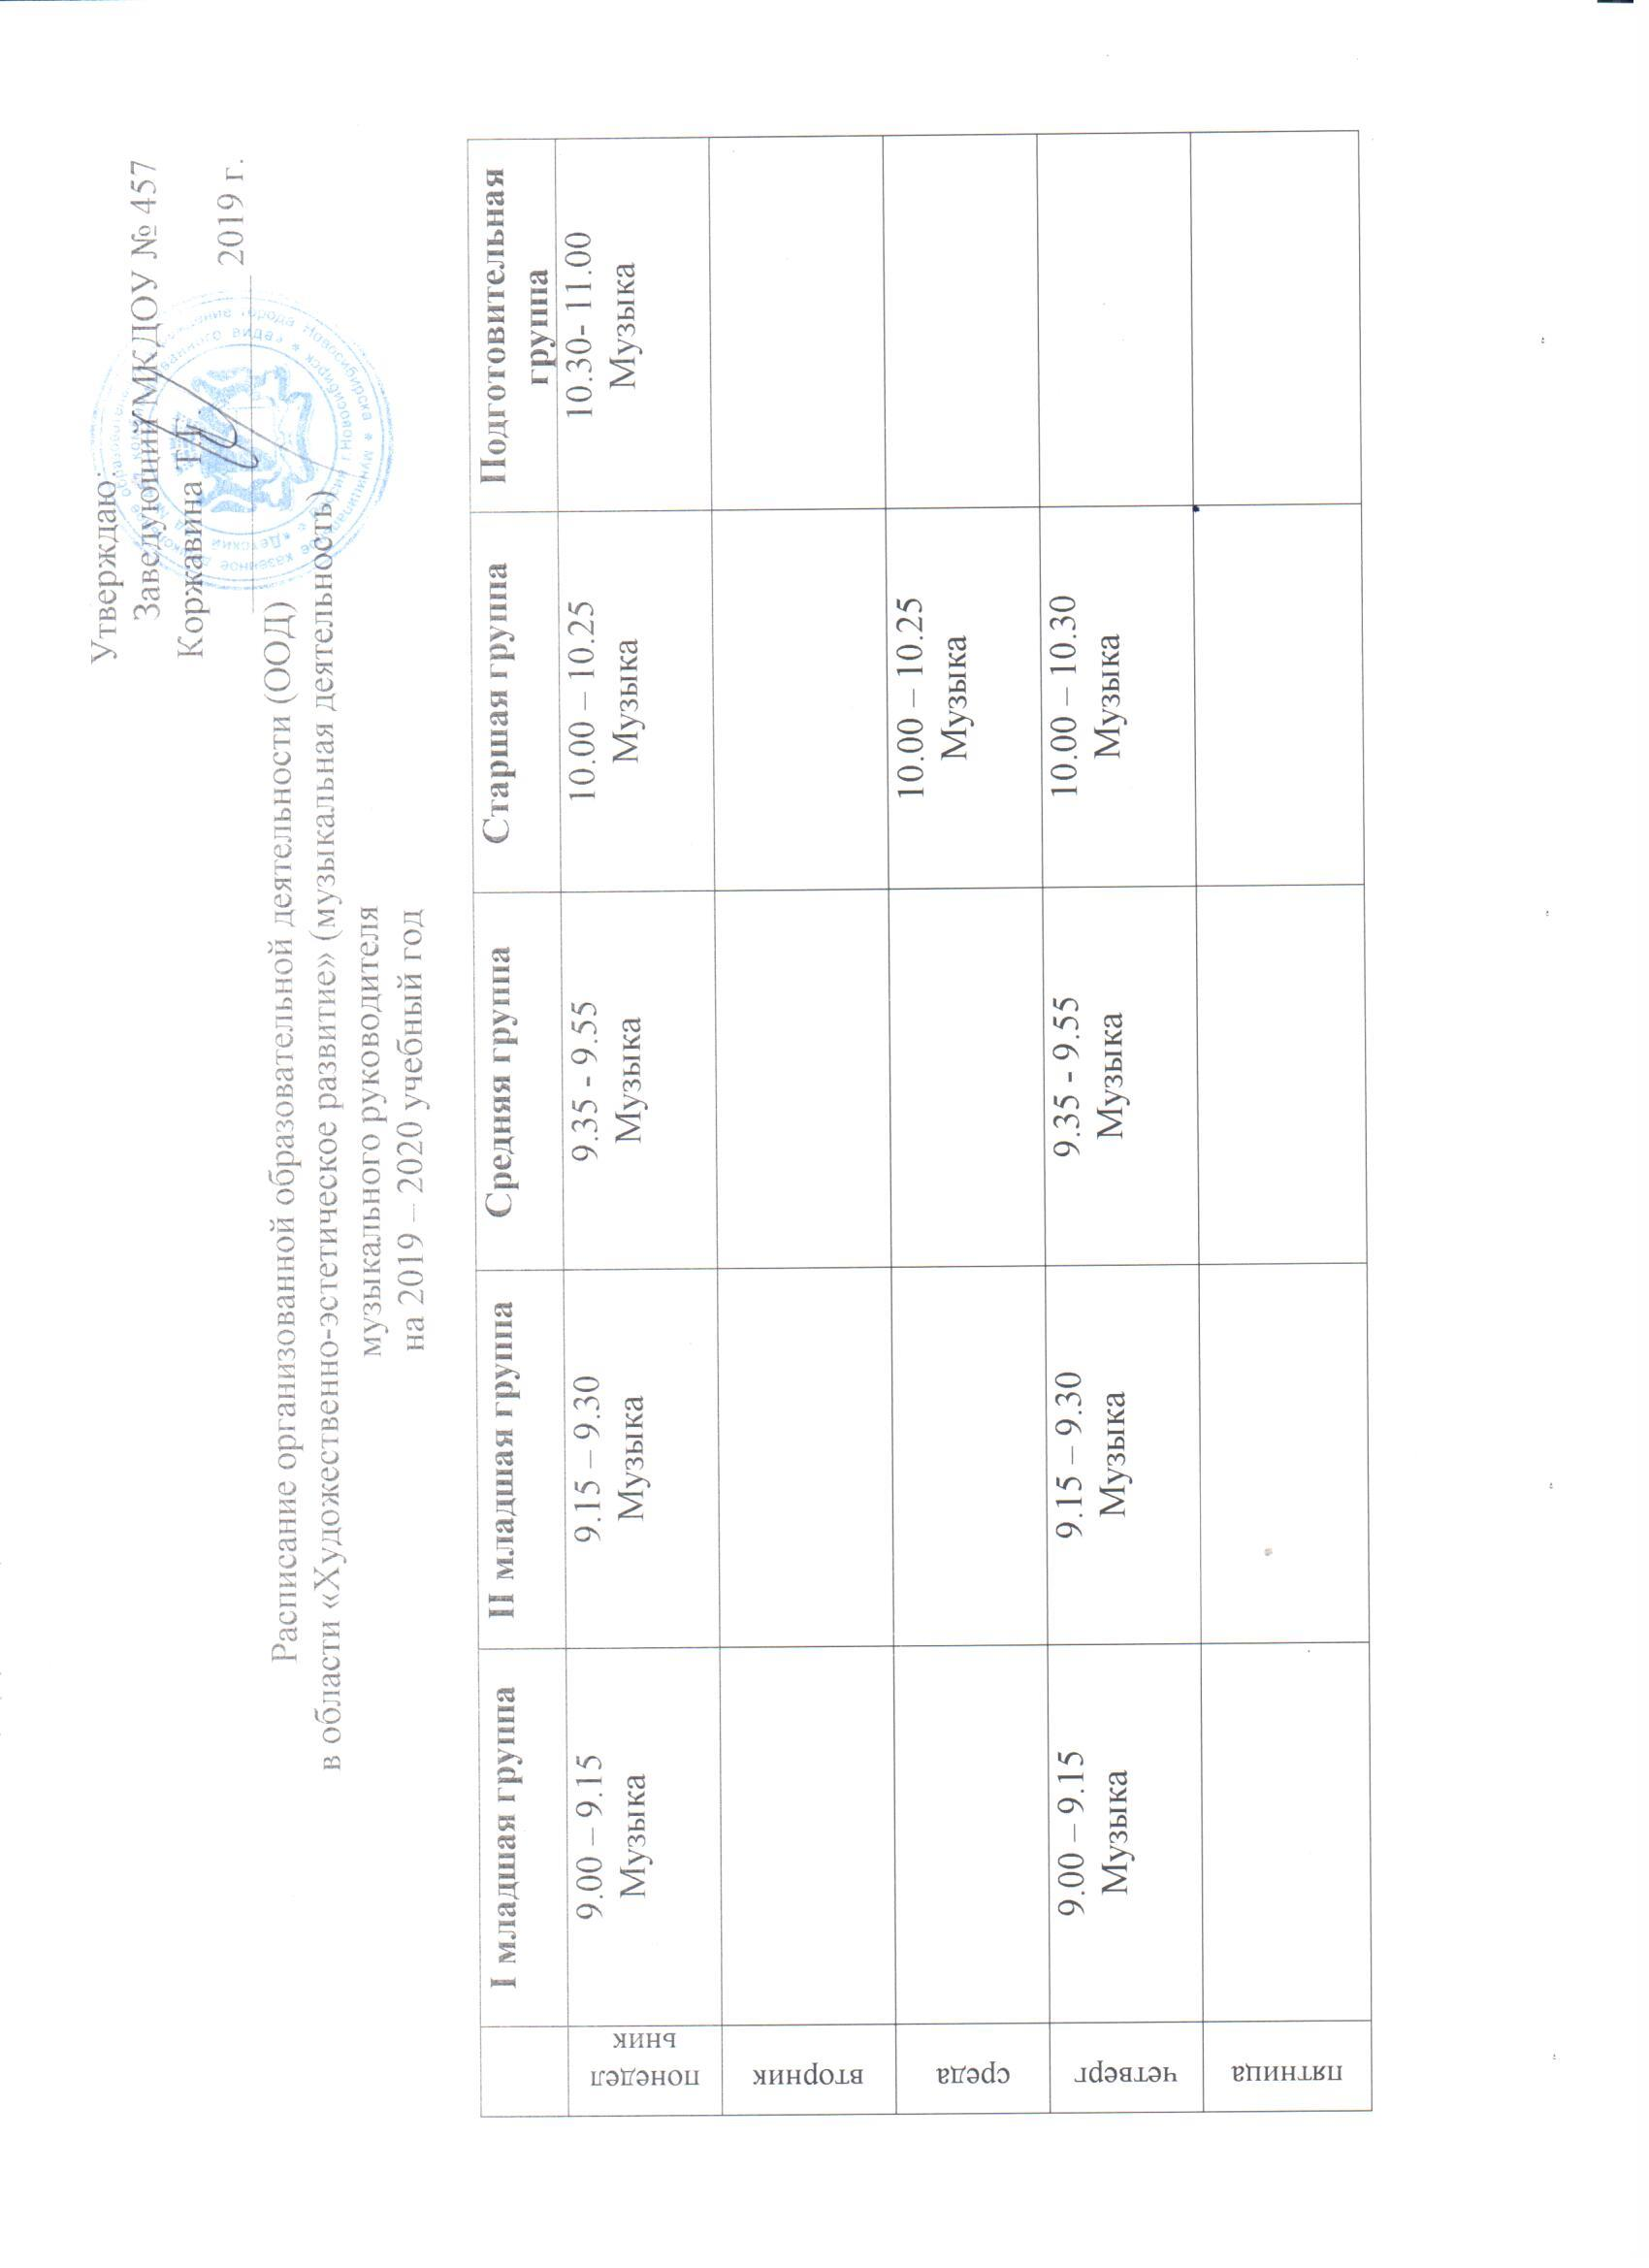 Утверждаю:
Заведующий МКДОУ № 457
Коржавина Т.Г.
2019 г.
Расписание организованной образовательной деятельности (ООД)
в области «Художественно-эстетическое развитие» (музыкальная деятельность)
музыкального руководителя
на 2019 – 2020 учебный год
I младшая группа
II младшая группа
Средняя группа
Старшая группа
Подготовительная
группа
понедел
ьник
9.00 – 9.15
Музыка
9.15 – 9.30
Музыка
9.35 - 9.55
Музыка
10.00 – 10.25
Музыка
10.30- 11.00
Музыка
вторник
среда
10.00 – 10.25
Музыка
четверг
9.00 – 9.15
Музыка
9.15 – 9.30
Музыка
9.35 - 9.55
Музыка
10.00 – 10.30
Музыка
пятница